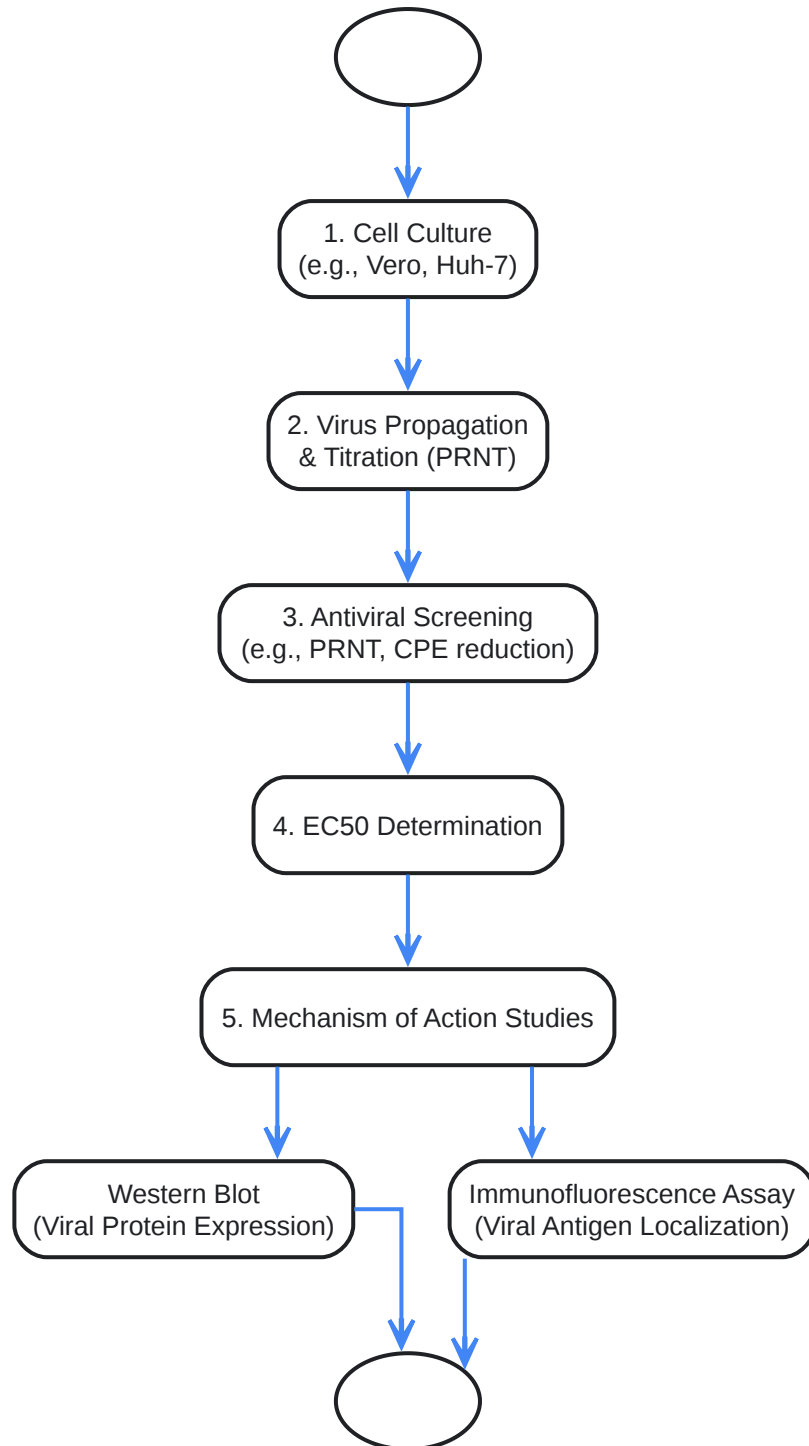 1. Cell Culture
(e.g., Vero, Huh-7)
2. Virus Propagation
& Titration (PRNT)
3. Antiviral Screening
(e.g., PRNT, CPE reduction)
4. EC50 Determination
5. Mechanism of Action Studies
Western Blot
(Viral Protein Expression)
Immunofluorescence Assay
(Viral Antigen Localization)